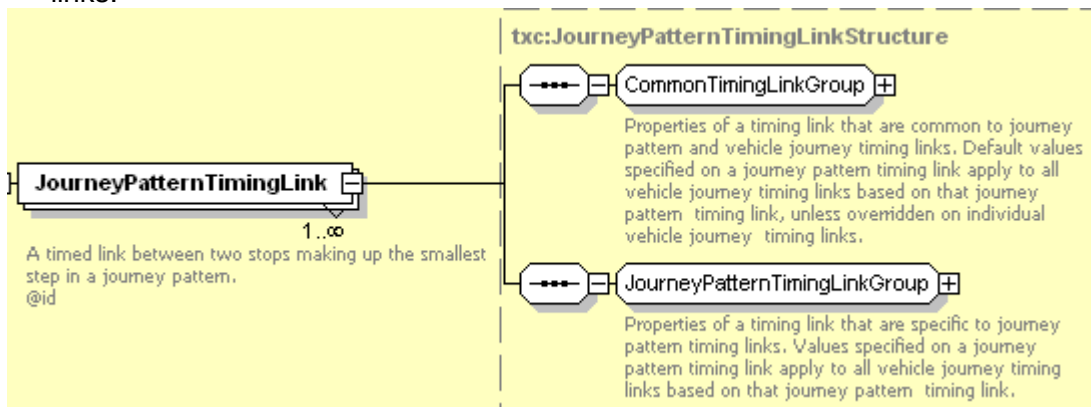 links.
txc:JourneyPatternTimingLinkStructure
CommonTimingLinkGroup
Properties of a timing link that are common to journey
pattern and vehicle journey timing links. Default values
specified on a journey pattern timing link apply to all
vehicle journey timing links based on that journey
pattern timing link, unless overridden on individual
vehicle journey timing links.
JourneyPatternTimingLink
1..∞
A timed link between two stops making up the smallest
step in a journey pattern.
@id
JourneyPatternTimingLinkGroup
Properties of a timing link that are specific to journey
pattern timing links. Values specified on a journey
pattern timing link apply to all vehicle journey timing
links based on that journey pattern timing link.